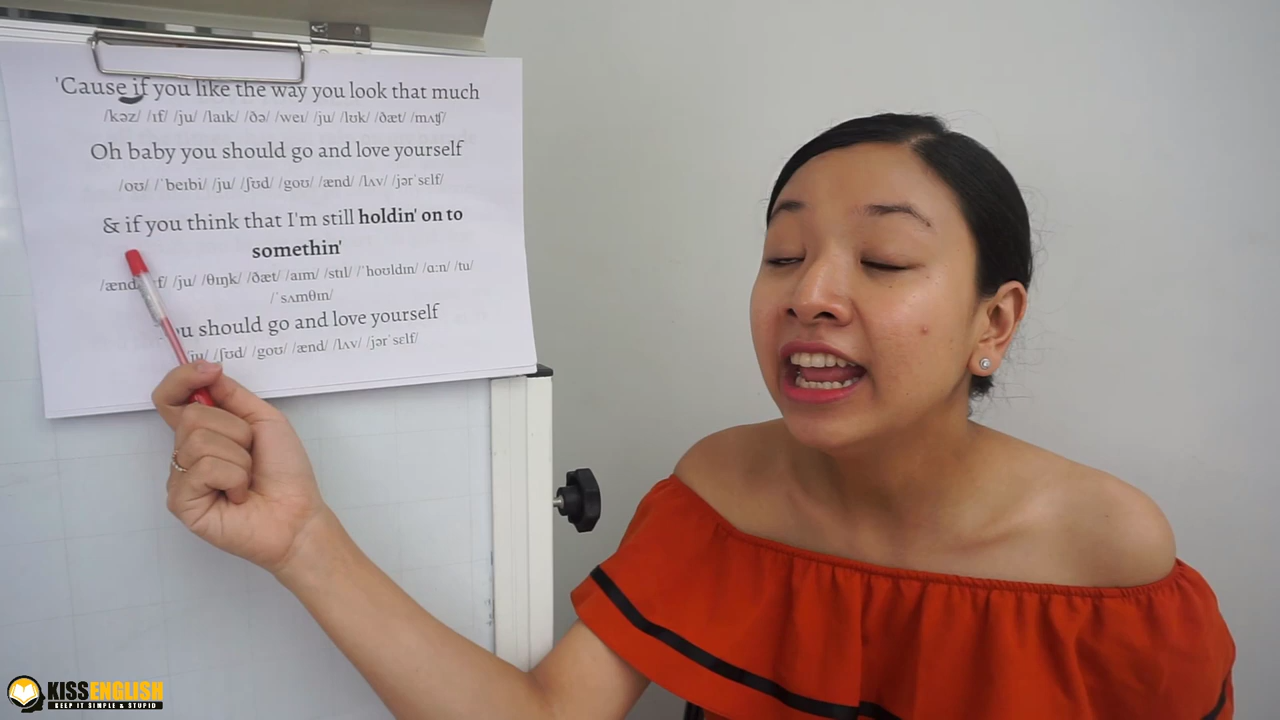 'Cause if you like the way you look that much
/kəz/ /ɪf/ /ju/ /laɪk/ /ðə/ /weɪ/ /ju/ /lʊk/ /ðæt/ /mʌʧ/
Oh baby you should go and love yourself
/oʊ/ /ˈbeɪbi/ /ju/ /ʃʊd/ /goʊ/ /ænd/ /lʌv/ /jərˈsɛlf/
& if you think that I'm still holdin' on to
somethin'
/ænd /ju/ /θɪŋk/ /ðæt/ /aɪm/ /stɪl/ /ˈhoʊldɪn/ /ɑːn/ /tu/
/ˈsʌmθɪn/
should go and love yourself
/ju/ /ʃʊd/ /goʊ/ /ænd/ /lʌv/ /jərˈsɛlf/
KISSENGLISH
KEEP IT SIMPLE & STUPID